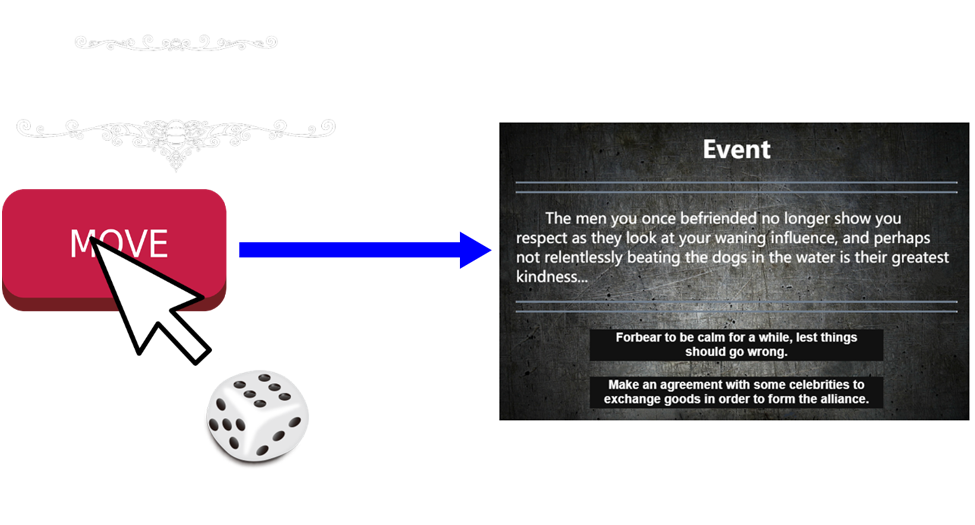 MOVE
Event
The men you once befriended no longer show you
respect as they look at your waning influence, and perhaps
not relentlessly beating the dogs in the water is their greatest
kindness...
Forbear to be calm for a while, lest things
should go wrong.
Make an agreement with some celebrities to
exchange goods in order to form the alliance.